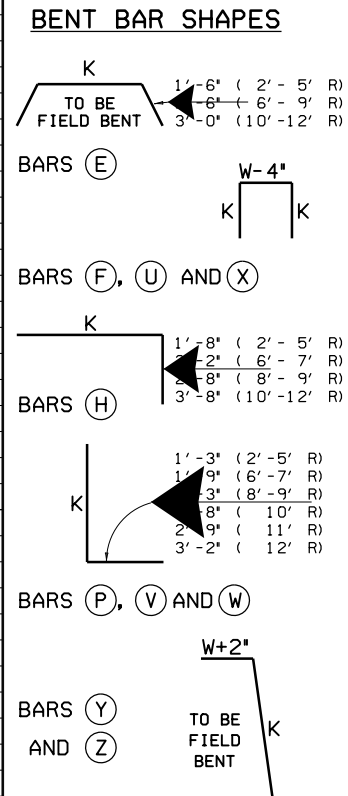 BENT BAR SHAPES
K
1'-6" ( 2'- 5' R)
-6" ( 6'- 9' R)
3'-0" (10'-12' R)
TO BE
FIELD BENT
BARS E
W-4"
K K
BARS F, U AND X
K
1'-8" ( 2'- 5' R)
-2" ( 6'- 7' R)
-8" ( 8'- 9' R)
3'-8" (10'-12' R)
BARS H
1'-3" (2'-5' R)
1'-9" (6'-7' R)
-3" (8'-9' R)
-8" ( 10' R)
2'-9" ( 11' R)
3'-2" ( 12' R)
K
BARS P, V AND W
W+2"
BARS Y
AND Z
TO BE
FIELD
BENT
K